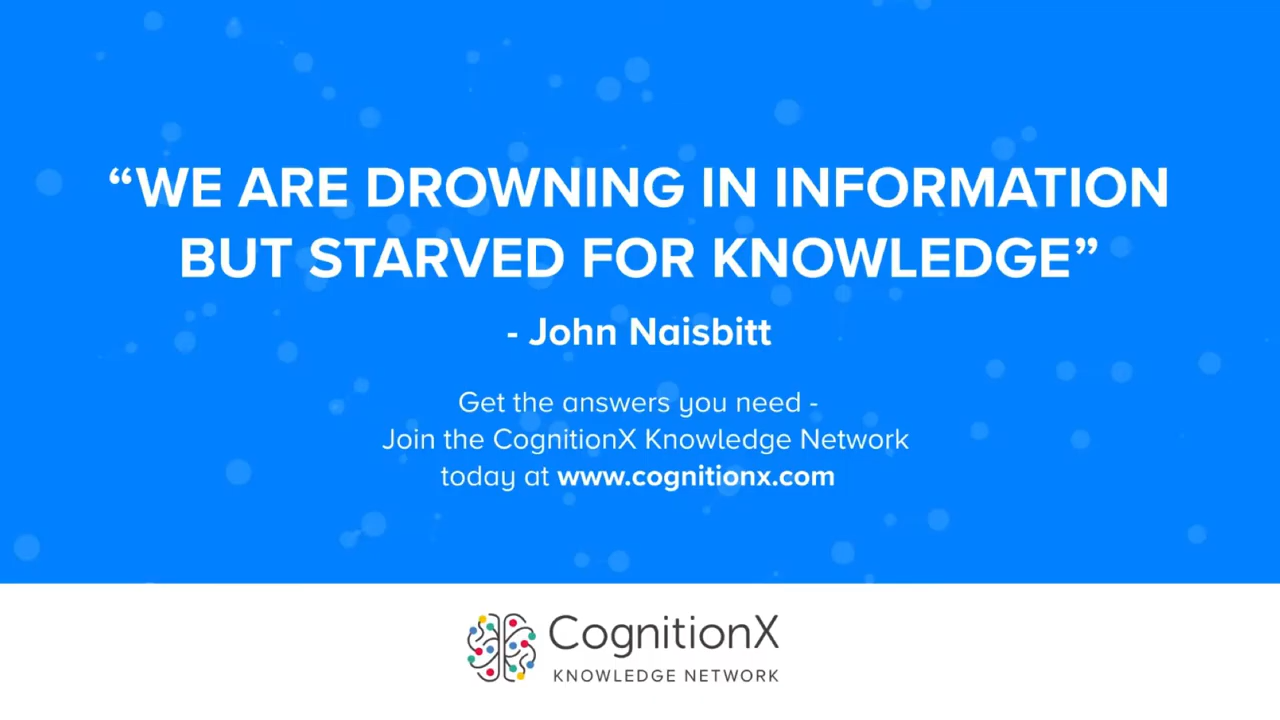 “WE ARE DROWNING IN INFORMATION
BUT STARVED FOR KNOWLEDGE”
- John Naisbitt
Get the answers you need -
Join the CognitionX Knowledge Network
today at www.cognitionx.com
CognitionX
KNOWLEDGE NETWORK